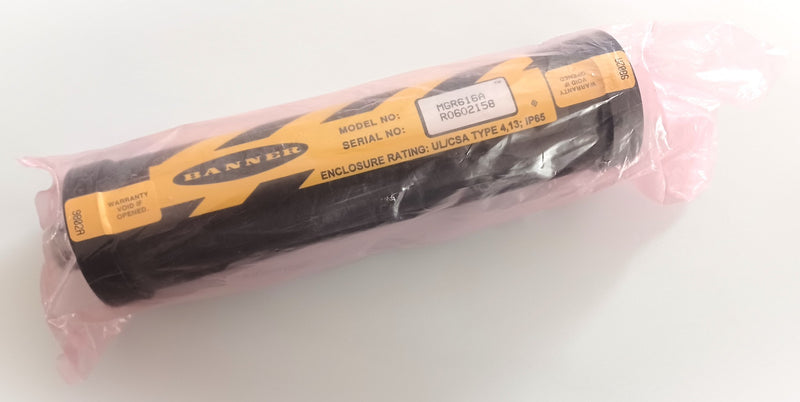 MODEL NO: MGR616A
SERIAL NO: R0602158
BANNER
ENCLOSURE RATING: UL/CSA TYPE 4,13; IP65
WARRANTY
VOID IF
OPENED.
9802A
WARRANTY
VOID IF
OPENED.